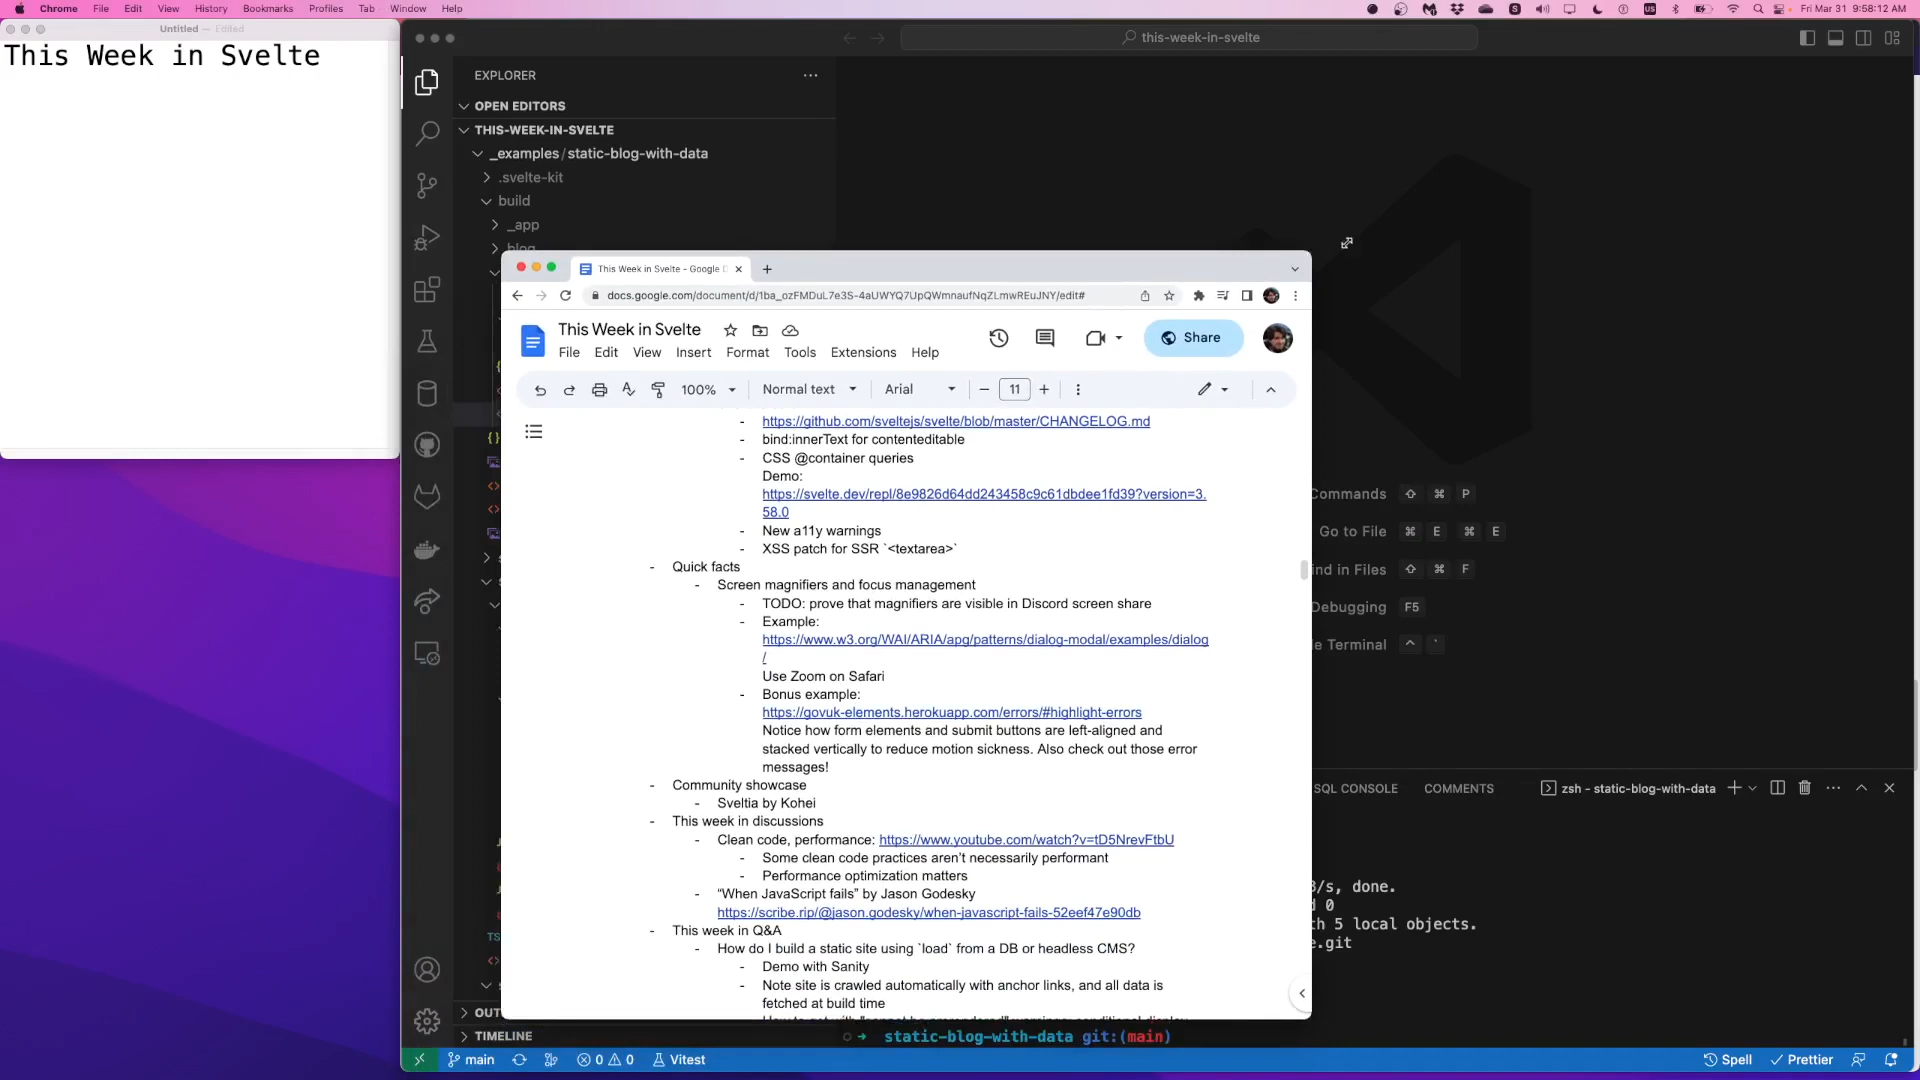 Chrome File Edit View History Bookmarks Profiles Tab Window Help
Fri Mar 31 9:58:12 AM
Untitled — Edited
This Week in Svelte
this-week-in-svelte
EXPLORER
OPEN EDITORS
THIS-WEEK-IN-SVELTE
_examples/static-blog-with-data
.svelte-kit
build
_app
blog
This Week in Svelte - Google D
docs.google.com/document/d/1ba_ozFMDuL7e3S-4aUWYQ7UpQWmnaufNqZLmwREuJNY/edit#
This Week in Svelte
Share
File Edit View Insert Format Tools Extensions Help
100% Normal text Arial 11
- https://github.com/sveltejs/svelte/blob/master/CHANGELOG.md
- bind:innerText for contenteditable
- CSS @container queries
Demo:
https://svelte.dev/repl/8e9826d64dd243458c9c61dbdee1fd39?version=3.
58.0
- New a11y warnings
- XSS patch for SSR `<textarea>`
- Quick facts
- Screen magnifiers and focus management
- TODO: prove that magnifiers are visible in Discord screen share
- Example:
https://www.w3.org/WAI/ARIA/apg/patterns/dialog-modal/examples/dialog
/
Use Zoom on Safari
- Bonus example:
https://govuk-elements.herokuapp.com/errors/#highlight-errors
Notice how form elements and submit buttons are left-aligned and
stacked vertically to reduce motion sickness. Also check out those error
messages!
- Community showcase
- Sveltia by Kohei
- This week in discussions
- Clean code, performance: https://www.youtube.com/watch?v=tD5NrevFtbU
- Some clean code practices aren’t necessarily performant
- Performance optimization matters
- “When JavaScript fails” by Jason Godesky
https://scribe.rip/@jason.godesky/when-javascript-fails-52eef47e90db
- This week in Q&A
- How do I build a static site using `load` from a DB or headless CMS?
- Demo with Sanity
- Note site is crawled automatically with anchor links, and all data is
fetched at build time
Commands ⇧ ⌘ P
Go to File ⌘ E ⌘ E
ind in Files ⇧ ⌘ F
Debugging F5
le Terminal ^ `
SQL CONSOLE COMMENTS zsh - static-blog-with-data
/s, done.
d 0
th 5 local objects.
e.git
static-blog-with-data git:(main)
OUT
TIMELINE
main 0 0 Vitest
Spell Prettier